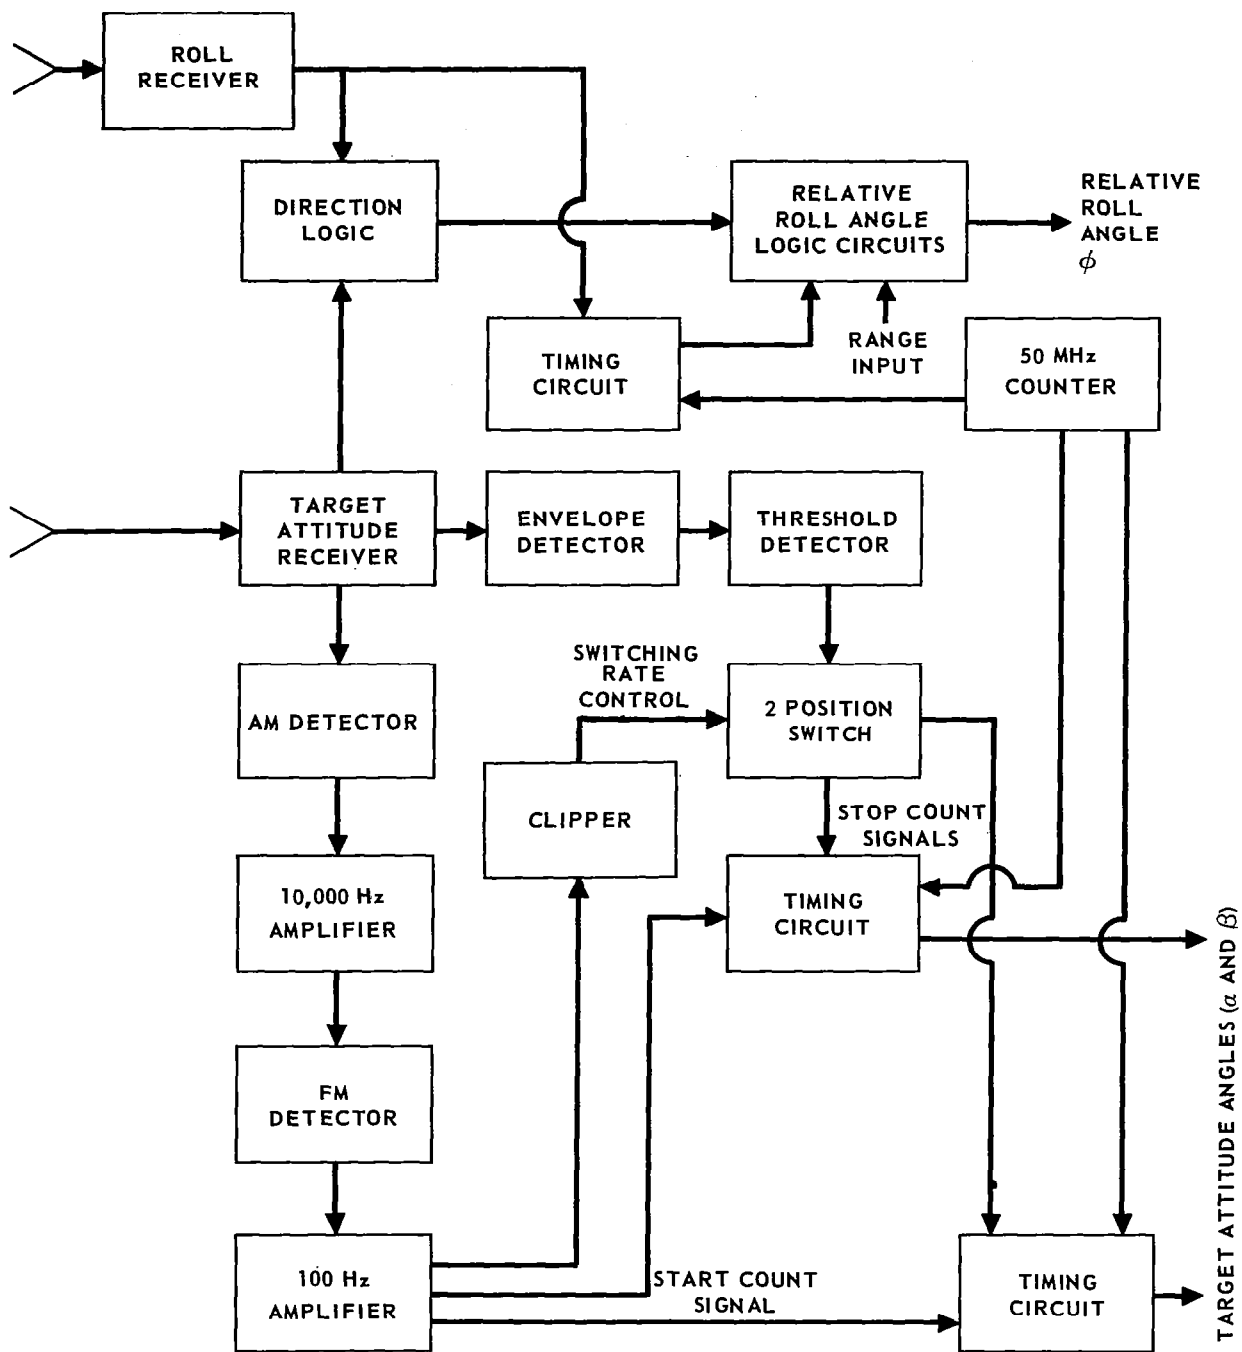 ROLL
RECEIVER
DIRECTION
LOGIC
RELATIVE
ROLL ANGLE
LOGIC CIRCUITS
RELATIVE
ROLL
ANGLE
ϕ
TIMING
CIRCUIT
RANGE
INPUT
50 MHz
COUNTER
TARGET
ATTITUDE
RECEIVER
ENVELOPE
DETECTOR
THRESHOLD
DETECTOR
SWITCHING
RATE
CONTROL
AM DETECTOR
2 POSITION
SWITCH
CLIPPER
STOP COUNT
SIGNALS
10,000 Hz
AMPLIFIER
TIMING
CIRCUIT
FM
DETECTOR
100 Hz
AMPLIFIER
START COUNT
SIGNAL
TIMING
CIRCUIT
TARGET ATTITUDE ANGLES (α AND β)